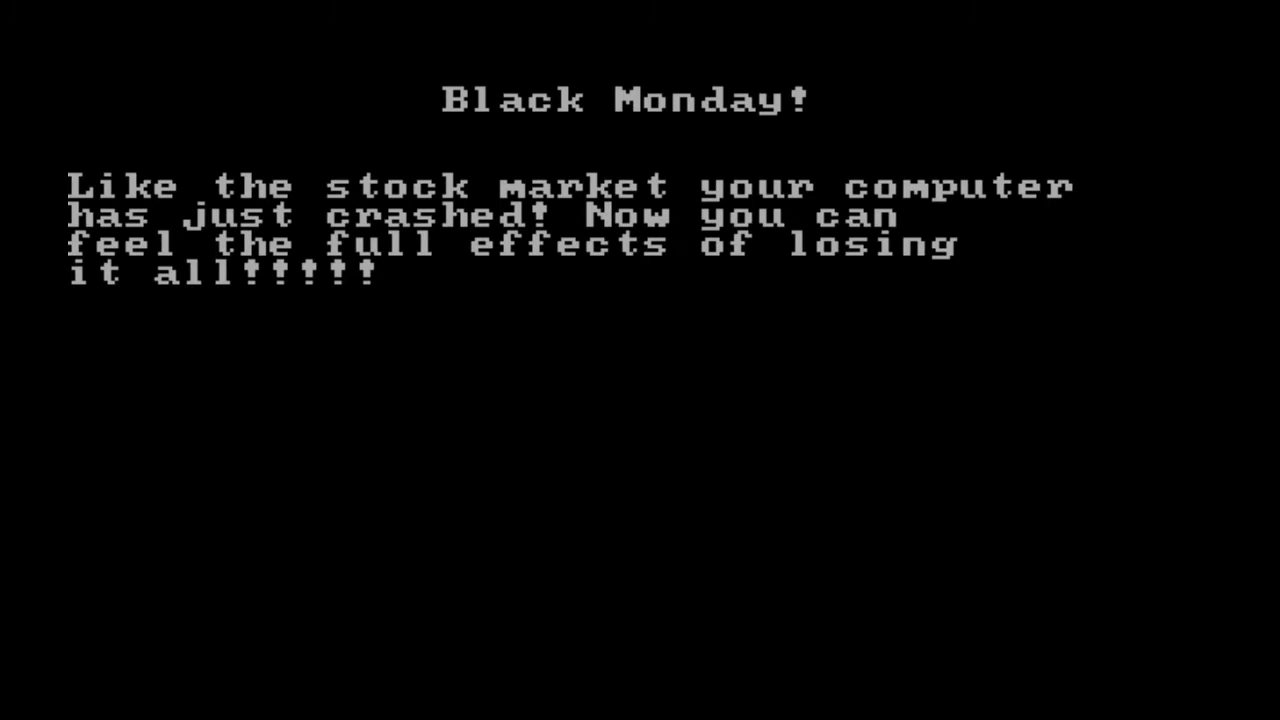 Black Monday!
Like the stock market your computer
has just crashed! Now you can
feel the full effects of losing
it all!!!!!